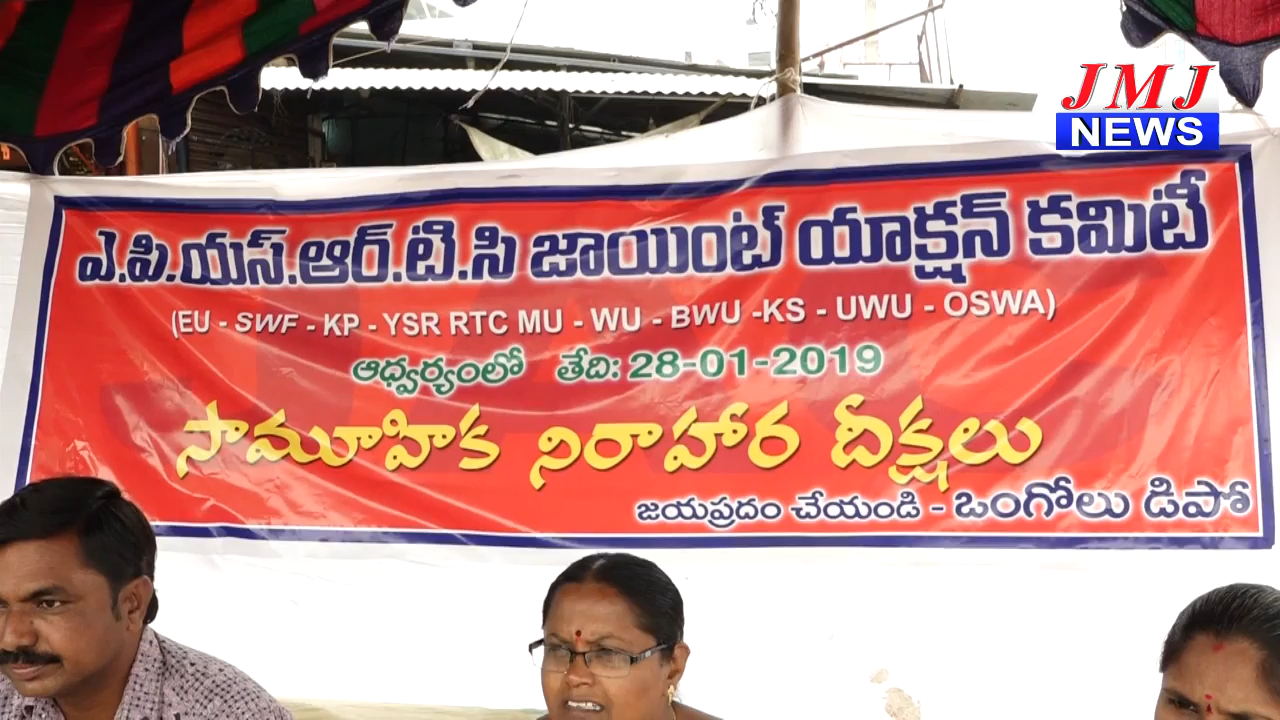 JMJ
NEWS
ఎ.పి.యస్.ఆర్.టి.సి జాయింట్ యాక్షన్ కమిటీ
(EU - SWF - KP - YSR RTC MU - WU - BWU -KS - UWU - OSWA)
ఆధ్వర్యంలో తేది: 28-01-2019
సామూహిక నిరాహార దీక్షలు
జయప్రదం చేయండి - ఒంగోలు డిపో